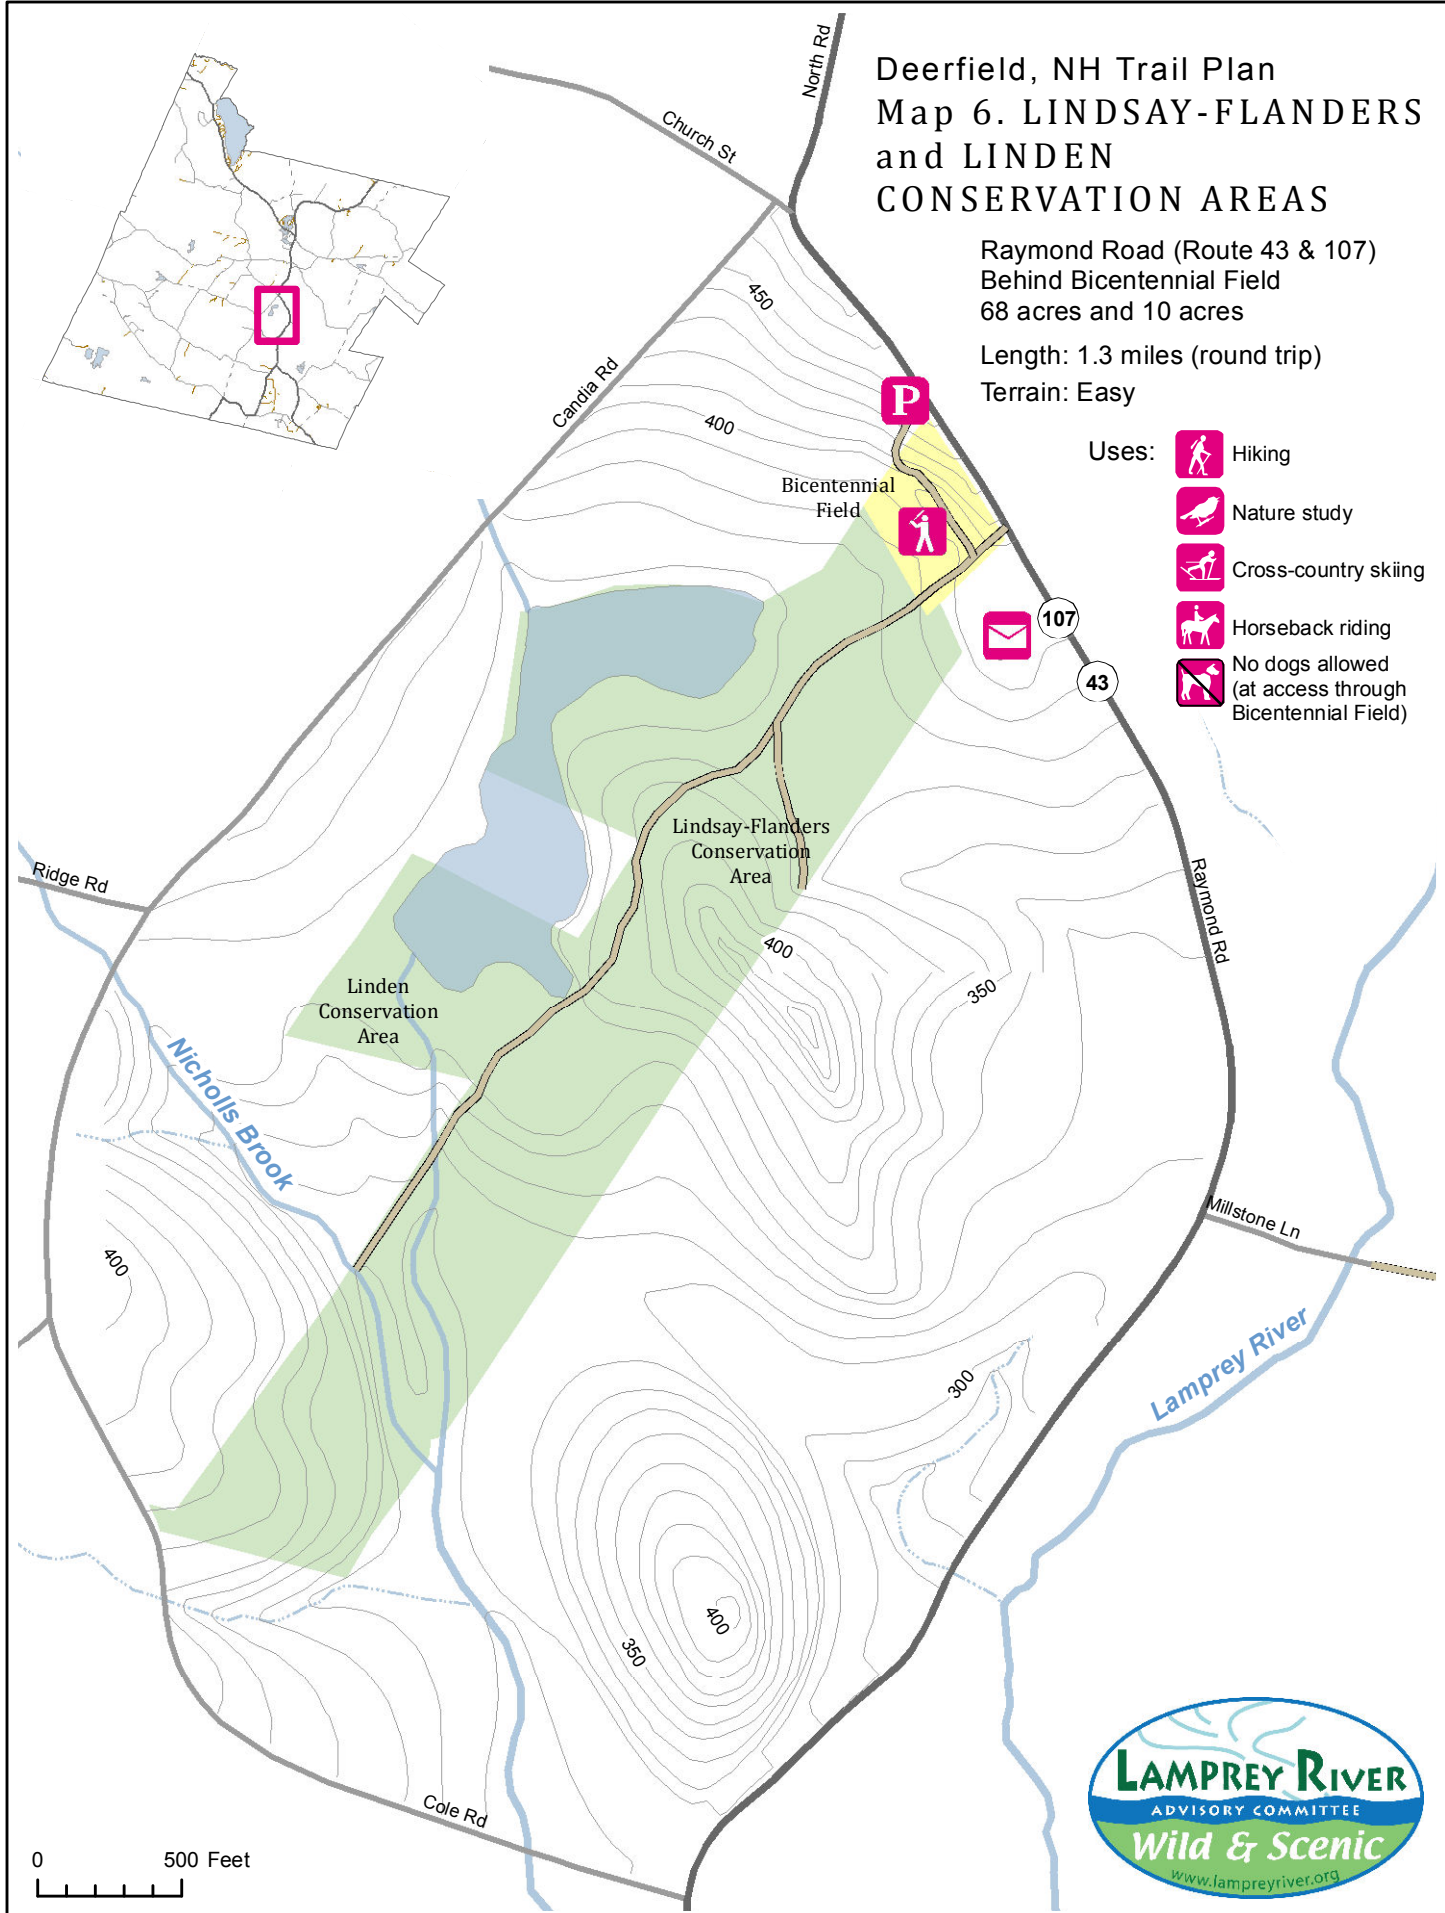 Deerfield, NH Trail Plan
Map 6. LINDSAY-FLANDERS
and LINDEN
CONSERVATION AREAS
Raymond Road (Route 43 & 107)
Behind Bicentennial Field
68 acres and 10 acres
Length: 1.3 miles (round trip)
Terrain: Easy
Uses:
Hiking
Nature study
Cross-country skiing
Horseback riding
No dogs allowed
(at access through
Bicentennial Field)
North Rd
Church St
450
Candia Rd
P
400
Bicentennial
Field
107
43
Lindsay-Flanders
Conservation
Area
Ridge Rd
Raymond Rd
400
350
Linden
Conservation
Area
Nicholls Brook
Millstone Ln
400
Lamprey River
300
400
350
Cole Rd
0 500 Feet
LAMPREY RIVER
ADVISORY COMMITTEE
Wild & Scenic
www.lampreyriver.org